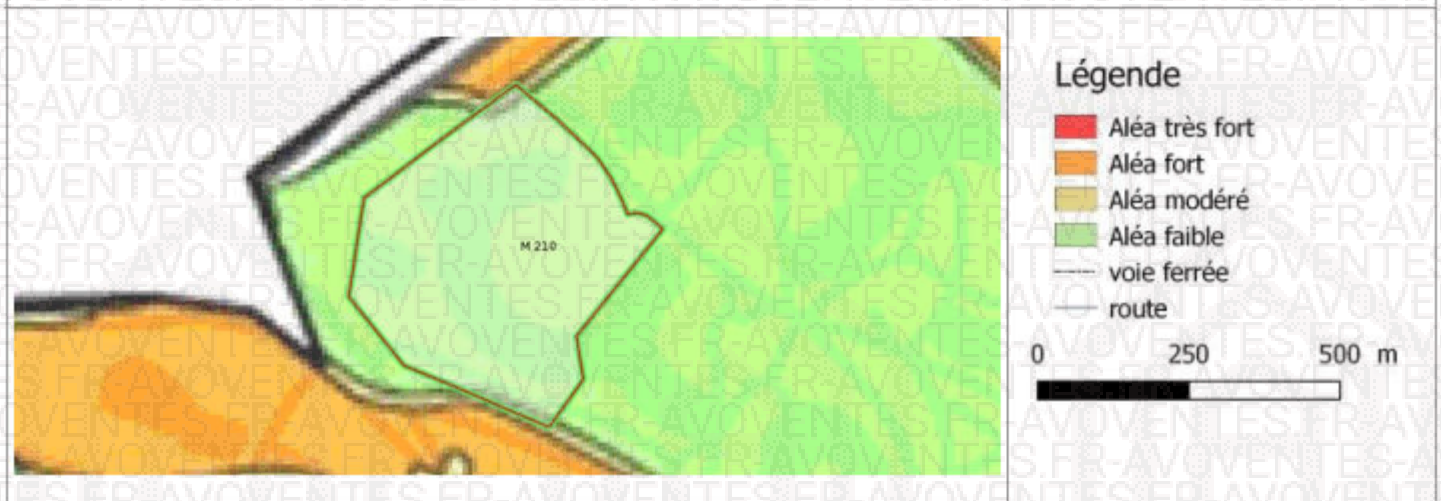 M 210
Légende
Aléa très fort
Aléa fort
Aléa modéré
Aléa faible
voie ferrée
route
0 250 500 m